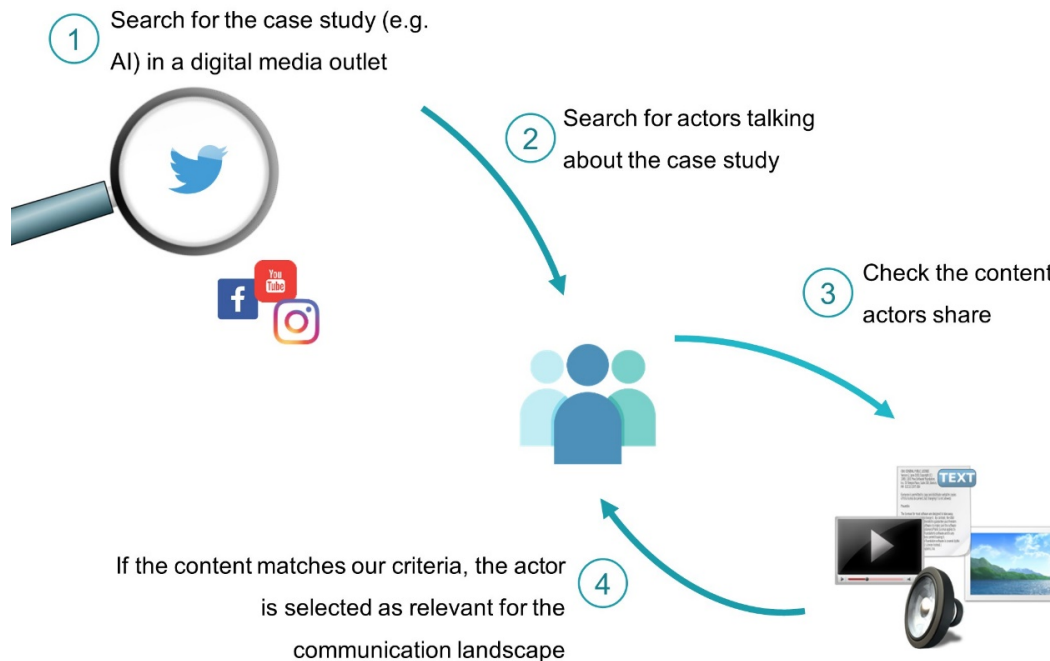 1
Search for the case study (e.g.
AI) in a digital media outlet
2
Search for actors talking
about the case study
You
Tube
f
3
Check the content
actors share
TEXT
If the content matches our criteria, the actor
is selected as relevant for the
communication landscape
4